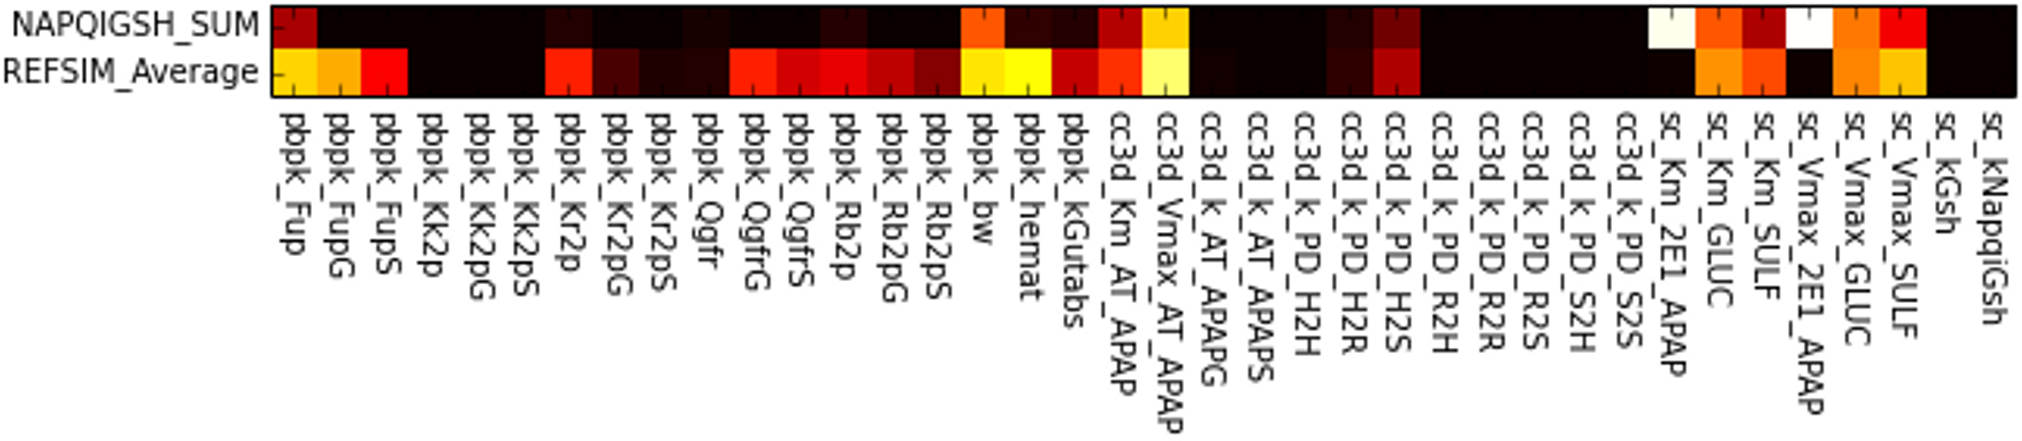 NAPQIGSH_SUM
REFSIM_Average
pbpk_Fup
pbpk_FupG
pbpk_FupS
pbpk_Kk2p
pbpk_Kk2pG
pbpk_Kk2pS
pbpk_Kr2p
pbpk_Kr2pG
pbpk_Kr2pS
pbpk_Qgfr
pbpk_QgfrG
pbpk_QgfrS
pbpk_Rb2p
pbpk_Rb2pG
pbpk_Rb2pS
pbpk_bw
pbpk_hemat
pbpk_kGutabs
cc3d_Km_AT_APAP
cc3d_Vmax_AT_APAP
cc3d_k_AT_APAPG
cc3d_k_AT_APAPS
cc3d_k_PD_H2H
cc3d_k_PD_H2R
cc3d_k_PD_H2S
cc3d_k_PD_R2H
cc3d_k_PD_R2R
cc3d_k_PD_R2S
cc3d_k_PD_S2H
cc3d_k_PD_S2S
sc_Km_2E1_APAP
sc_Km_GLUC
sc_Km_SULF
sc_Vmax_2E1_APAP
sc_Vmax_GLUC
sc_Vmax_SULF
sc_kGsh
sc_kNapqiGsh